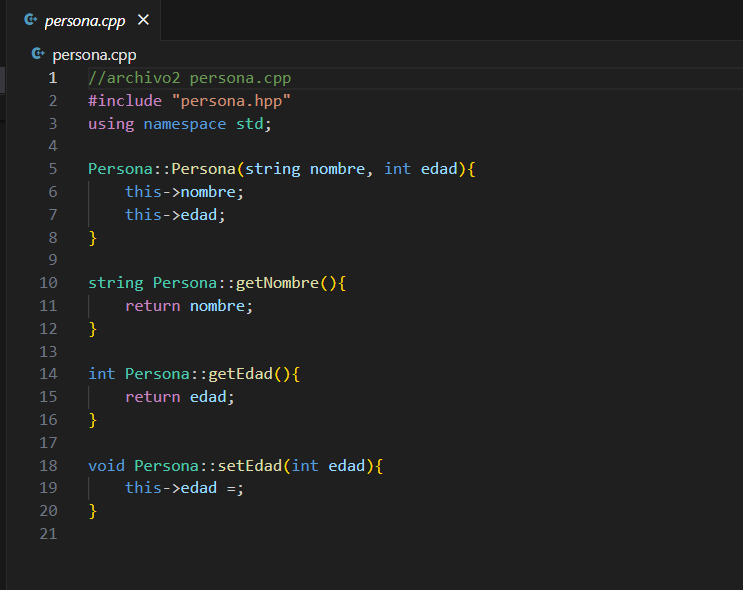 persona.cpp
persona.cpp
1 //archivo2 persona.cpp
2 #include "persona.hpp"
3 using namespace std;
4
5 Persona::Persona(string nombre, int edad){
6     this->nombre;
7     this->edad;
8 }
9
10 string Persona::getNombre(){
11     return nombre;
12 }
13
14 int Persona::getEdad(){
15     return edad;
16 }
17
18 void Persona::setEdad(int edad){
19     this->edad =;
20 }
21